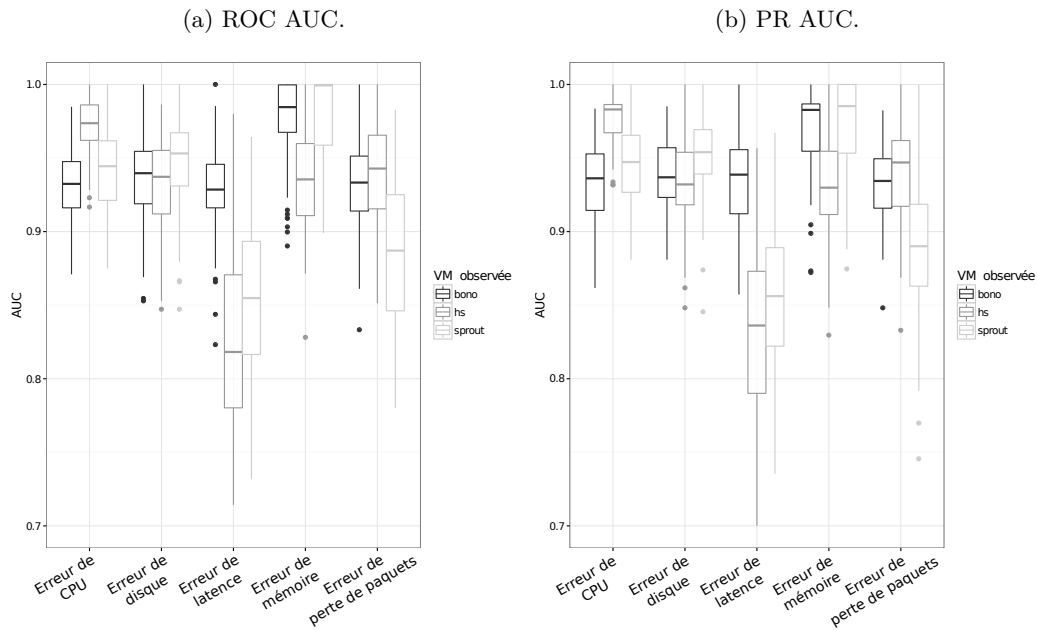 (a) ROC AUC.
1.0
0.9
0.8
0.7
AUC
Erreur de CPU
Erreur de disque
Erreur de latence
Erreur de mémoire
Erreur de perte de paquets
VM observée
bono
hs
sprout
(b) PR AUC.
1.0
0.9
0.8
0.7
AUC
Erreur de CPU
Erreur de disque
Erreur de latence
Erreur de mémoire
Erreur de perte de paquets
VM observée
bono
hs
sprout